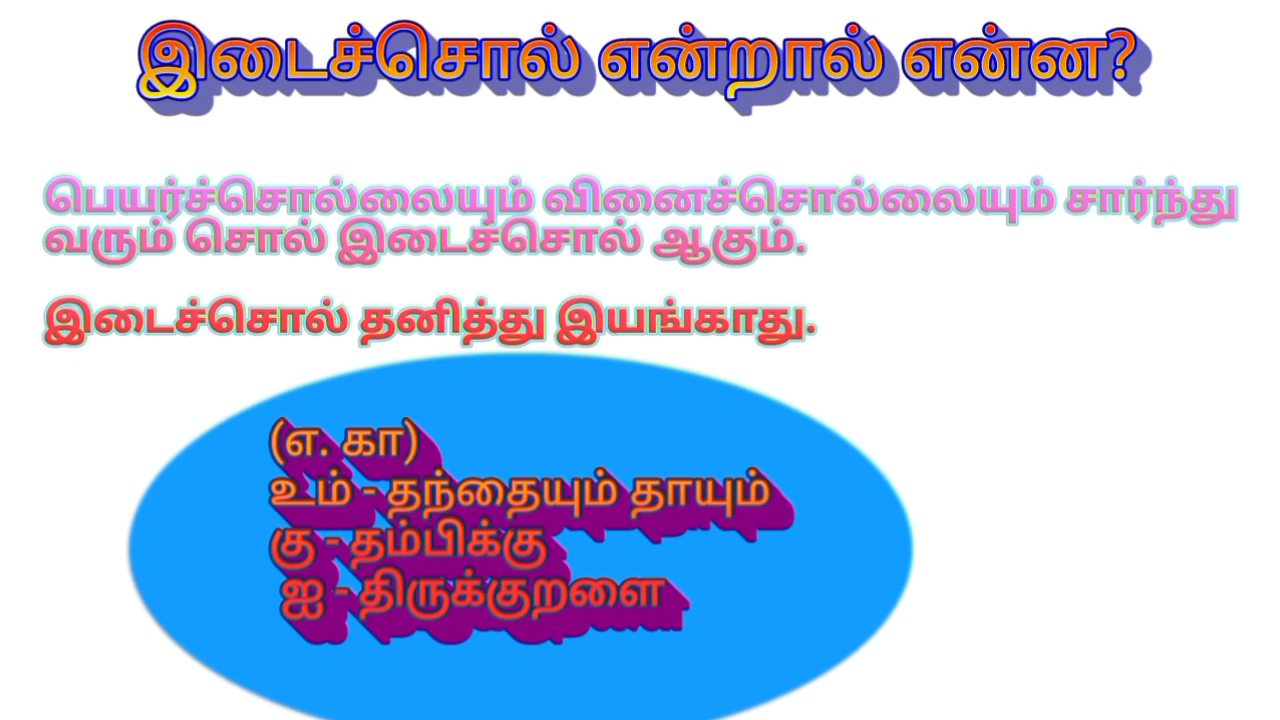 இடைச்சொல் என்றால் என்ன?
பெயர்ச்சொல்லையும் வினைச்சொல்லையும் சார்ந்து
வரும் சொல் இடைச்சொல் ஆகும்.
இடைச்சொல் தனித்து இயங்காது.
(எ. கா)
உம் - தந்தையும் தாயும்
கு - தம்பிக்கு
ஐ - திருக்குறளை